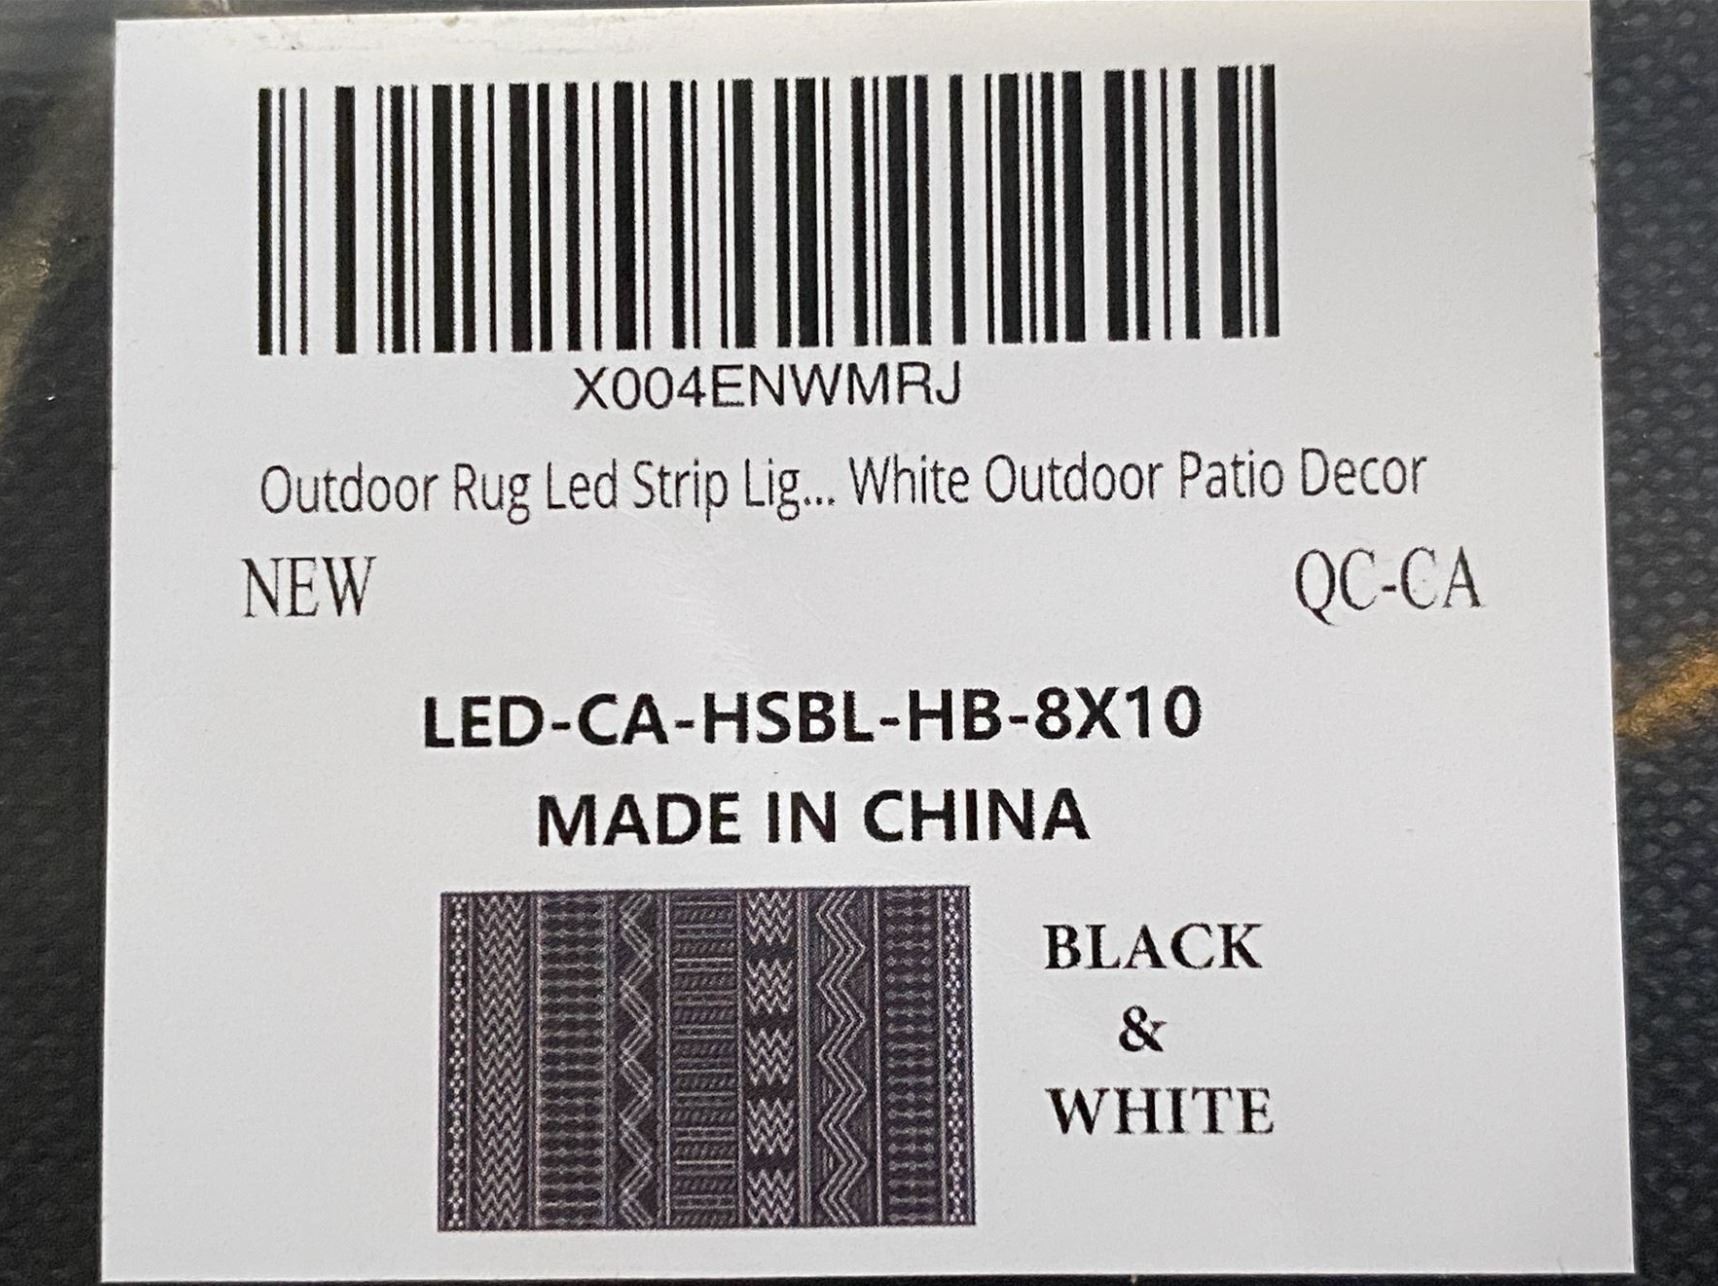 X004ENWMRJ
Outdoor Rug Led Strip Lig... White Outdoor Patio Decor
NEW QC-CA
LED-CA-HSBL-HB-8X10
MADE IN CHINA
BLACK
&
WHITE